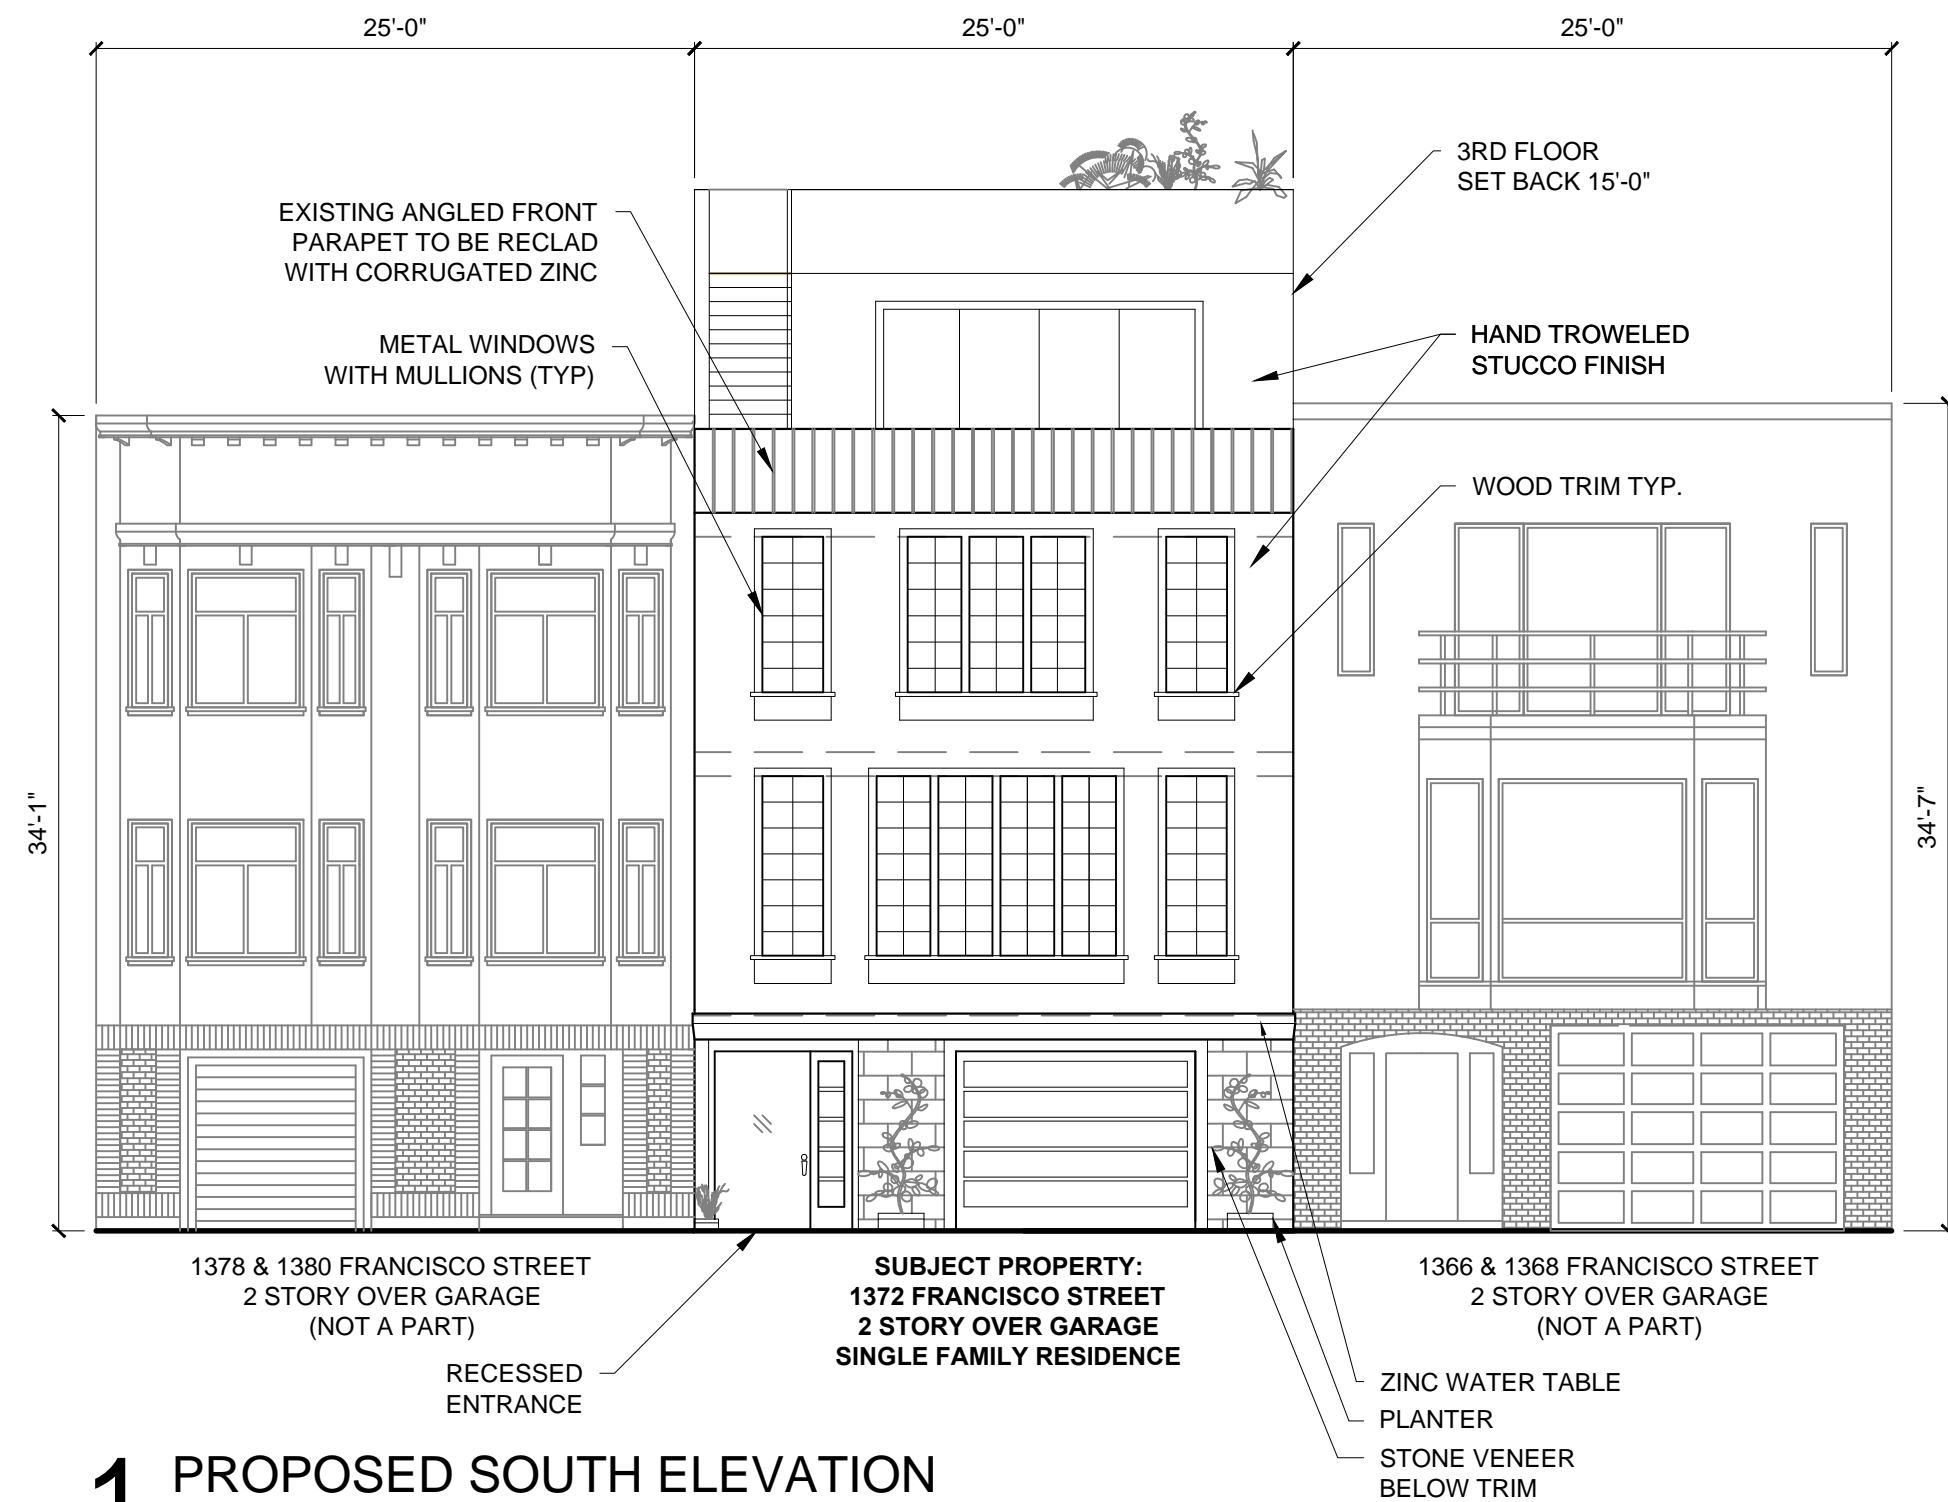 25'-0"
25'-0"
25'-0"
3RD FLOOR
SET BACK 15'-0"
EXISTING ANGLED FRONT
PARAPET TO BE RECLAD
WITH CORRUGATED ZINC
METAL WINDOWS
WITH MULLIONS (TYP)
HAND TROWELED
STUCCO FINISH
WOOD TRIM TYP.
34'-1"
34'-7"
1378 & 1380 FRANCISCO STREET
2 STORY OVER GARAGE
(NOT A PART)
SUBJECT PROPERTY:
1372 FRANCISCO STREET
2 STORY OVER GARAGE
SINGLE FAMILY RESIDENCE
1366 & 1368 FRANCISCO STREET
2 STORY OVER GARAGE
(NOT A PART)
RECESSED
ENTRANCE
ZINC WATER TABLE
PLANTER
STONE VENEER
BELOW TRIM
1 PROPOSED SOUTH ELEVATION